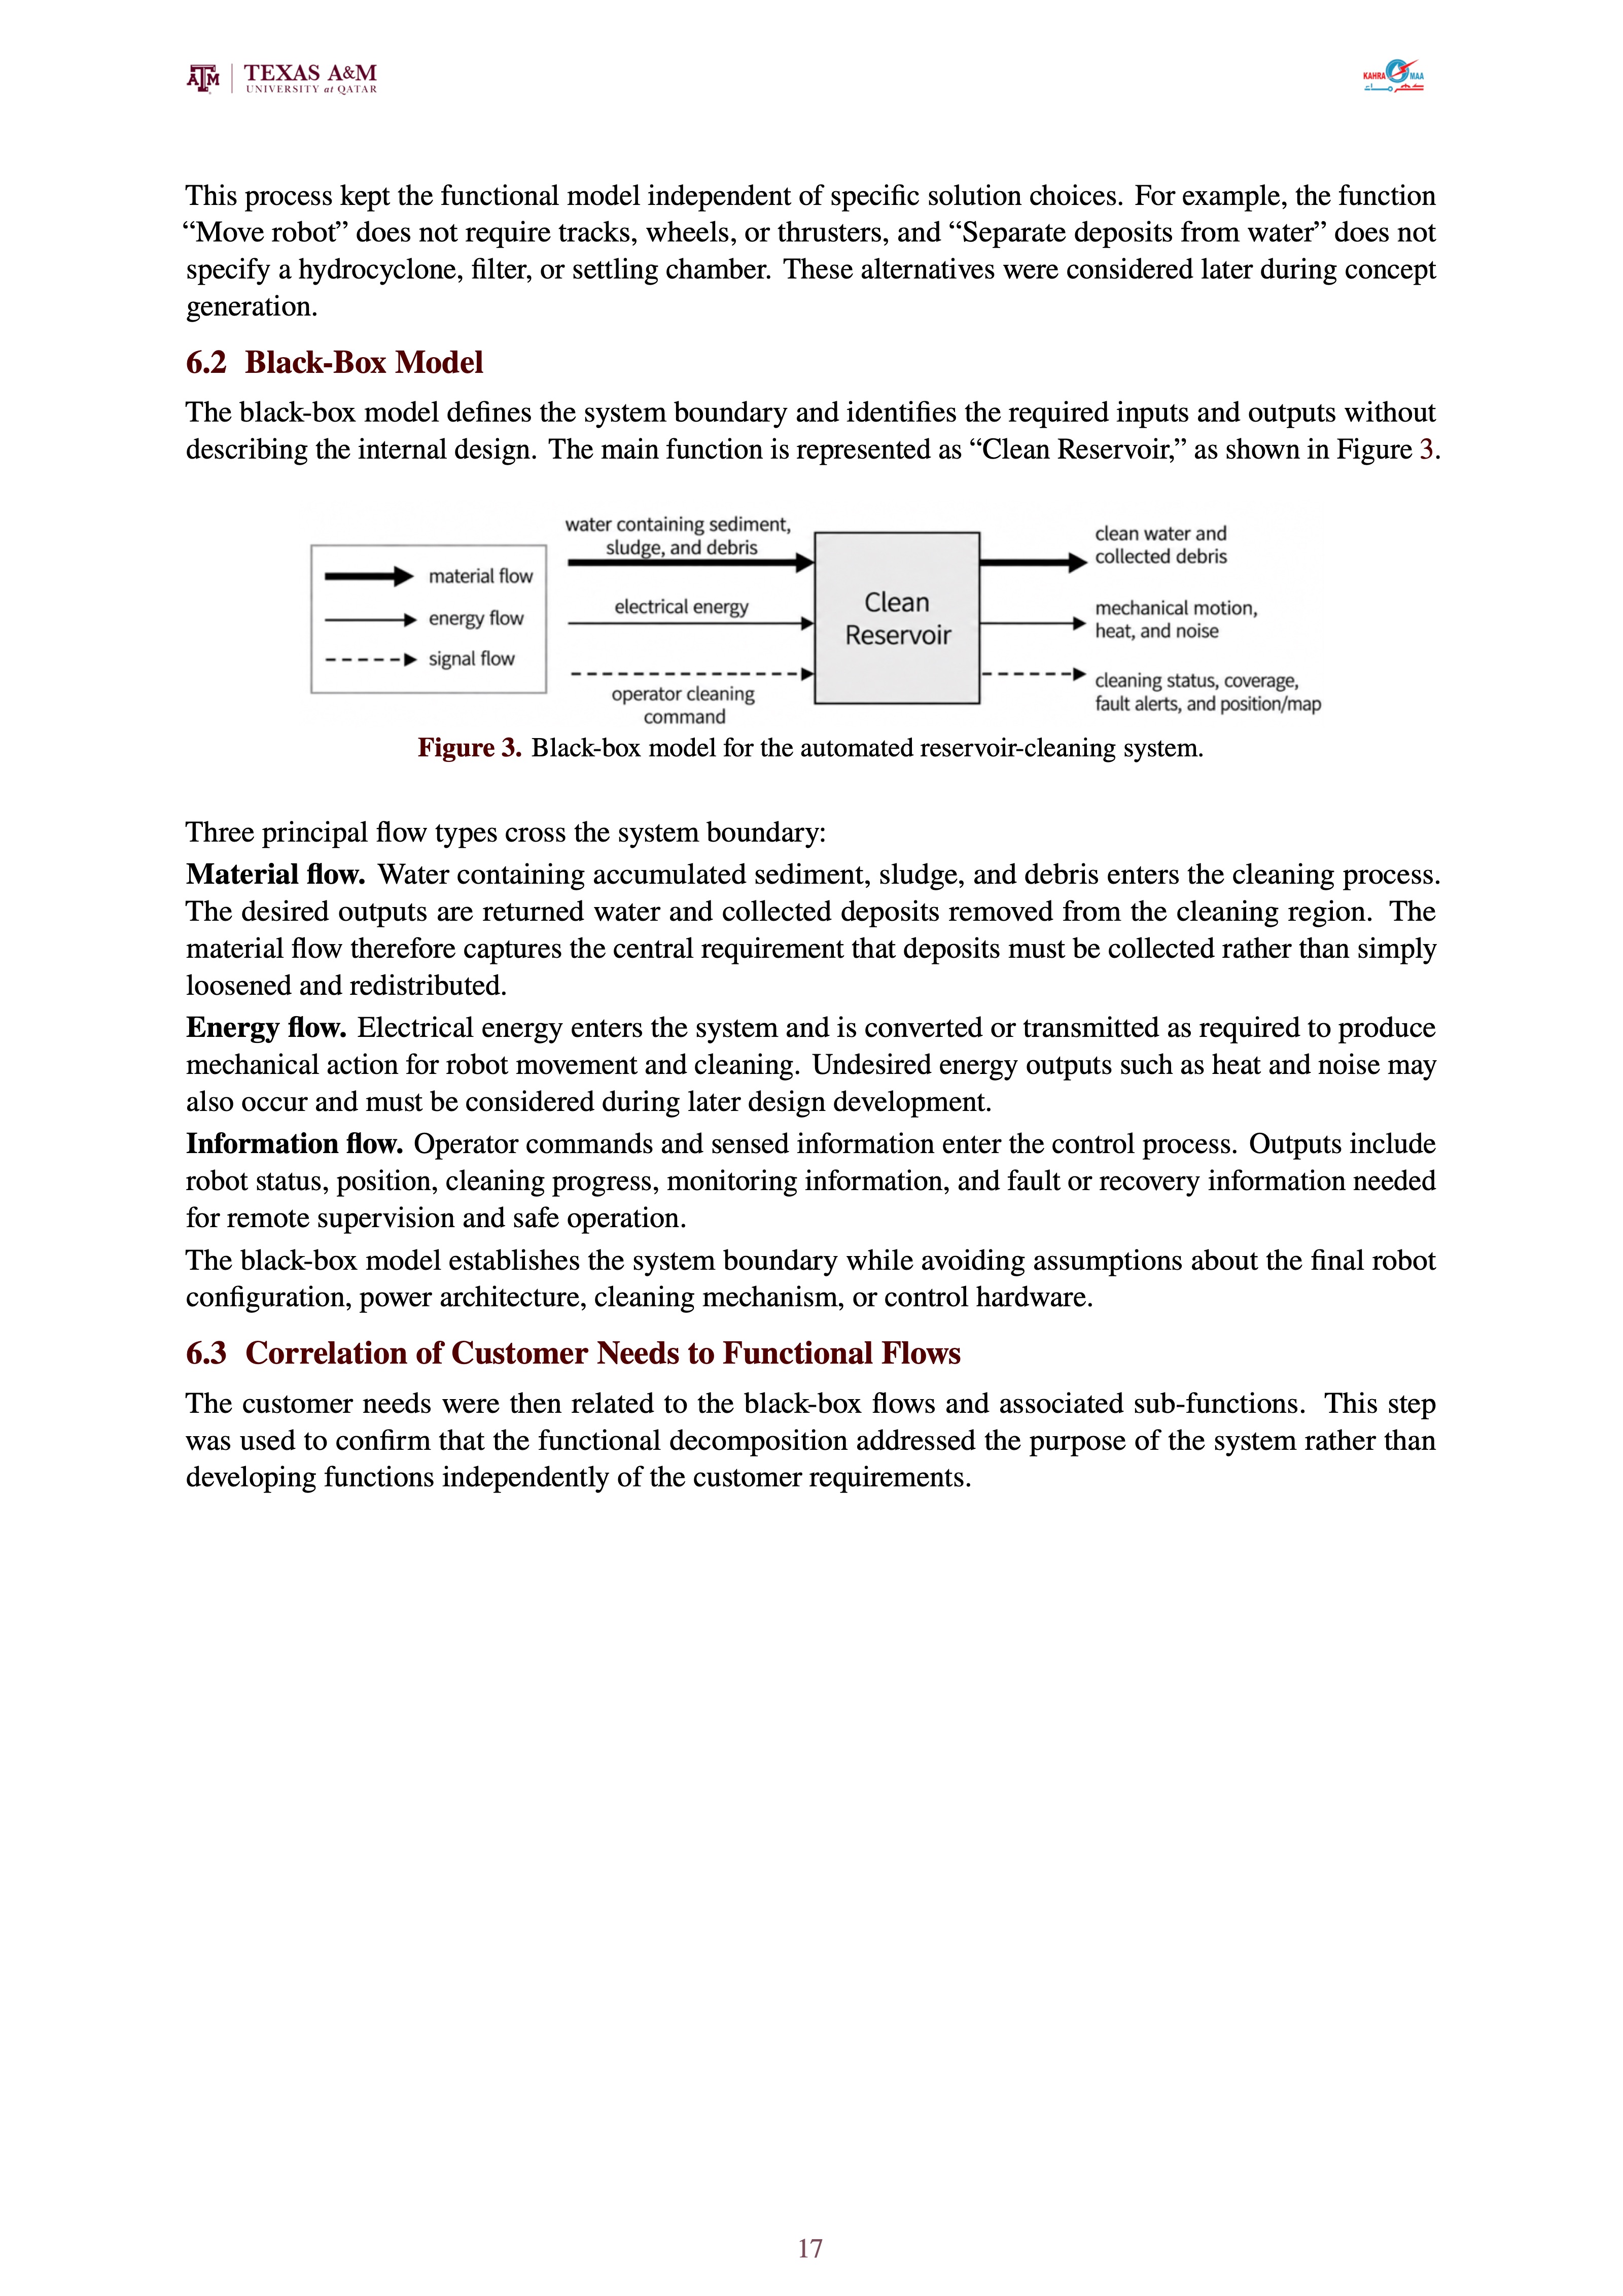 TEXAS A&M
UNIVERSITY at QATAR
KAHRA MAA
This process kept the functional model independent of specific solution choices. For example, the function
“Move robot” does not require tracks, wheels, or thrusters, and “Separate deposits from water” does not
specify a hydrocyclone, filter, or settling chamber. These alternatives were considered later during concept
generation.
6.2 Black-Box Model
The black-box model defines the system boundary and identifies the required inputs and outputs without
describing the internal design. The main function is represented as “Clean Reservoir,” as shown in Figure 3.
material flow
energy flow
signal flow
water containing sediment,
sludge, and debris
electrical energy
operator cleaning
command
Clean
Reservoir
clean water and
collected debris
mechanical motion,
heat, and noise
cleaning status, coverage,
fault alerts, and position/map
Figure 3. Black-box model for the automated reservoir-cleaning system.
Three principal flow types cross the system boundary:
Material flow. Water containing accumulated sediment, sludge, and debris enters the cleaning process.
The desired outputs are returned water and collected deposits removed from the cleaning region. The
material flow therefore captures the central requirement that deposits must be collected rather than simply
loosened and redistributed.
Energy flow. Electrical energy enters the system and is converted or transmitted as required to produce
mechanical action for robot movement and cleaning. Undesired energy outputs such as heat and noise may
also occur and must be considered during later design development.
Information flow. Operator commands and sensed information enter the control process. Outputs include
robot status, position, cleaning progress, monitoring information, and fault or recovery information needed
for remote supervision and safe operation.
The black-box model establishes the system boundary while avoiding assumptions about the final robot
configuration, power architecture, cleaning mechanism, or control hardware.
6.3 Correlation of Customer Needs to Functional Flows
The customer needs were then related to the black-box flows and associated sub-functions. This step
was used to confirm that the functional decomposition addressed the purpose of the system rather than
developing functions independently of the customer requirements.
17